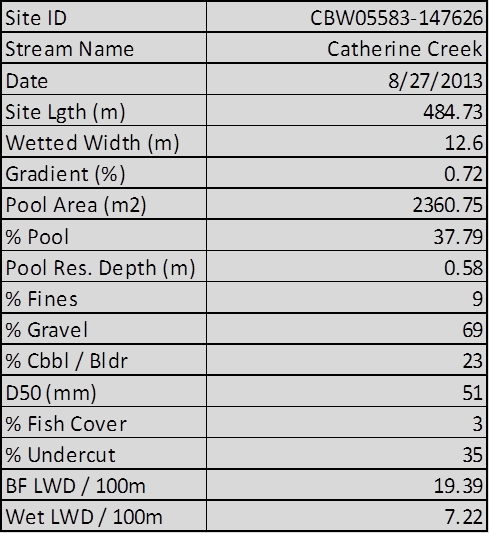 Site ID CBW05583-147626
Stream Name Catherine Creek
Date 8/27/2013
Site Lgth (m) 484.73
Wetted Width (m) 12.6
Gradient (%) 0.72
Pool Area (m2) 2360.75
% Pool 37.79
Pool Res. Depth (m) 0.58
% Fines 9
% Gravel 69
% Cbbl / Bldr 23
D50 (mm) 51
% Fish Cover 3
% Undercut 35
BF LWD / 100m 19.39
Wet LWD / 100m 7.22